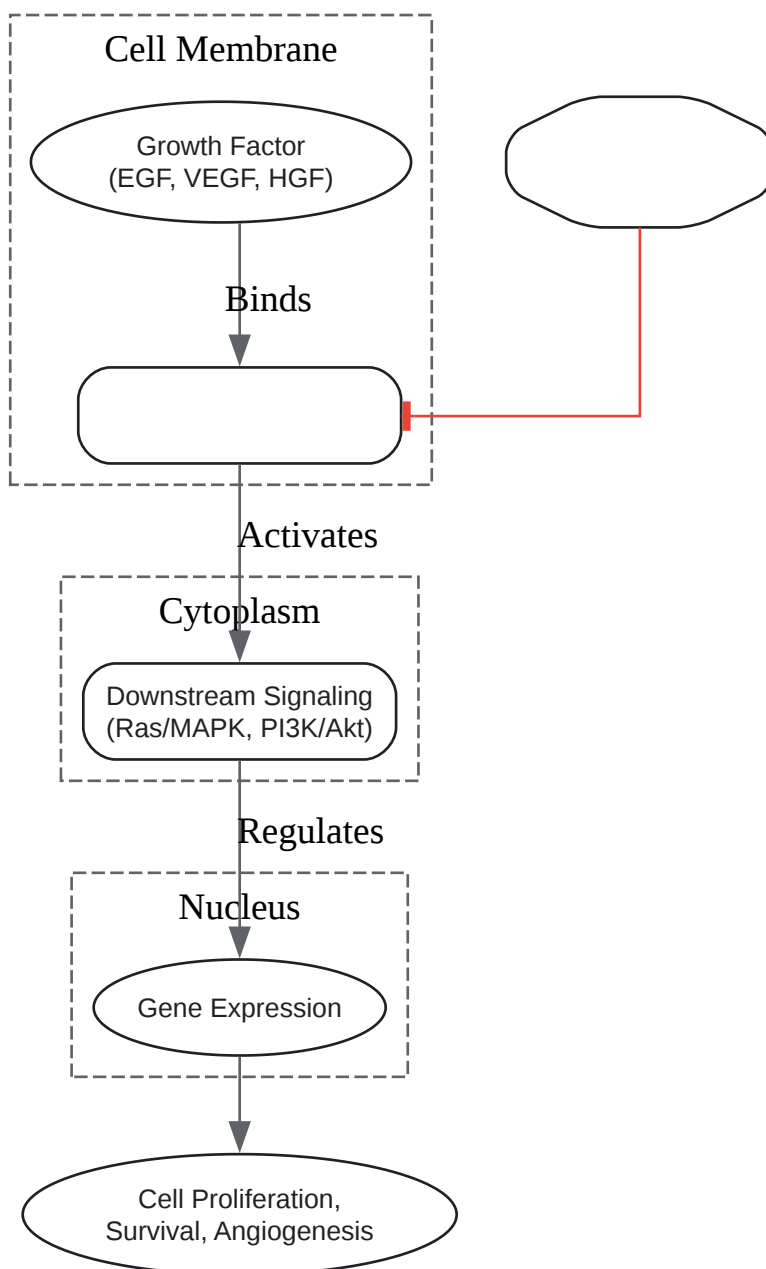 Cell Membrane
Growth Factor
(EGF, VEGF, HGF)
Binds
Activates
Cytoplasm
Downstream Signaling
(Ras/MAPK, PI3K/Akt)
Regulates
Nucleus
Gene Expression
Cell Proliferation,
Survival, Angiogenesis